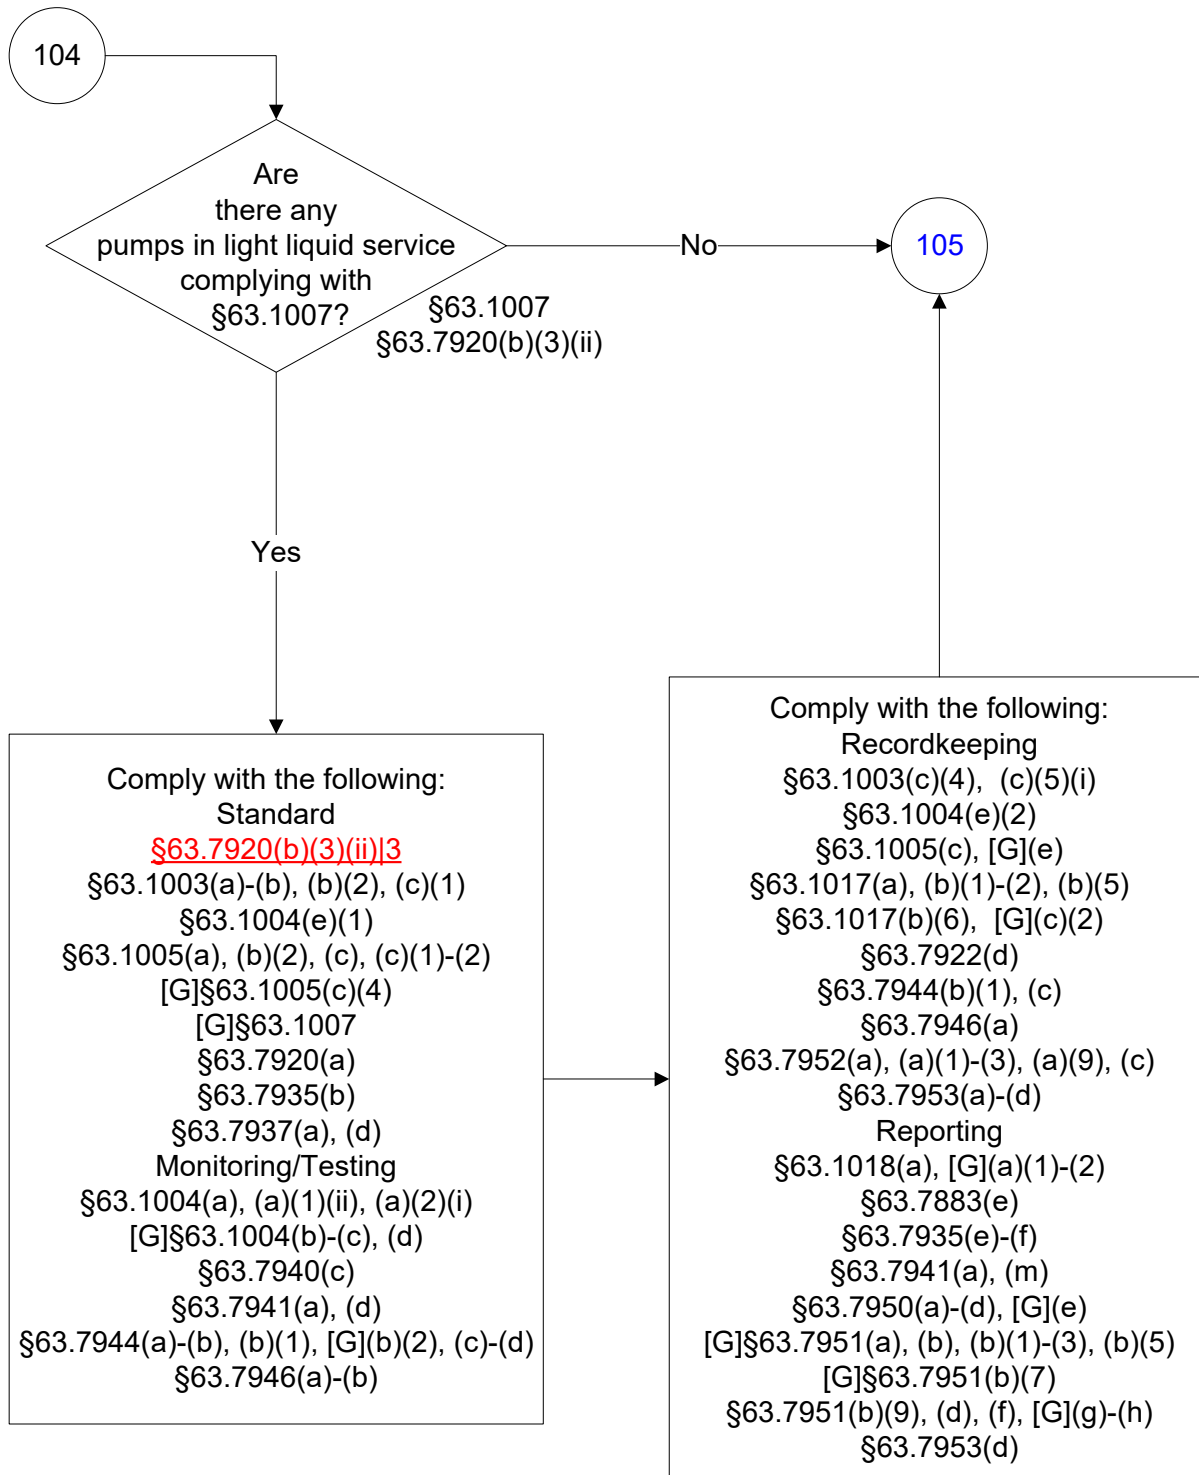 104
Are
there any
pumps in light liquid service
complying with
§63.1007?
§63.1007
§63.7920(b)(3)(ii)
No
105
Yes
Comply with the following:
Standard
§63.7920(b)(3)(ii)|3
§63.1003(a)-(b), (b)(2), (c)(1)
§63.1004(e)(1)
§63.1005(a), (b)(2), (c), (c)(1)-(2)
[G]§63.1005(c)(4)
[G]§63.1007
§63.7920(a)
§63.7935(b)
§63.7937(a), (d)
Monitoring/Testing
§63.1004(a), (a)(1)(ii), (a)(2)(i)
[G]§63.1004(b)-(c), (d)
§63.7940(c)
§63.7941(a), (d)
§63.7944(a)-(b), (b)(1), [G](b)(2), (c)-(d)
§63.7946(a)-(b)
Comply with the following:
Recordkeeping
§63.1003(c)(4), (c)(5)(i)
§63.1004(e)(2)
§63.1005(c), [G](e)
§63.1017(a), (b)(1)-(2), (b)(5)
§63.1017(b)(6), [G](c)(2)
§63.7922(d)
§63.7944(b)(1), (c)
§63.7946(a)
§63.7952(a), (a)(1)-(3), (a)(9), (c)
§63.7953(a)-(d)
Reporting
§63.1018(a), [G](a)(1)-(2)
§63.7883(e)
§63.7935(e)-(f)
§63.7941(a), (m)
§63.7950(a)-(d), [G](e)
[G]§63.7951(a), (b), (b)(1)-(3), (b)(5)
[G]§63.7951(b)(7)
§63.7951(b)(9), (d), (f), [G](g)-(h)
§63.7953(d)